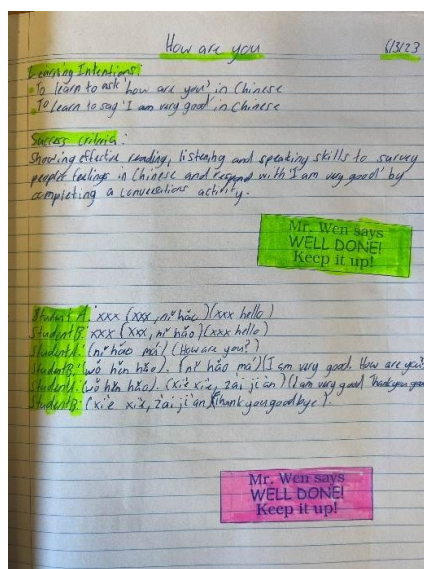 How are you
6/3/23
Learning Intentions:
To learn to ask 'how are you?' in Chinese
To learn to say 'I am very good' in Chinese
Success criteria:
Showing effective reading, listening and speaking skills to survey
people feelings in Chinese and respond with 'I am very good' by
completing a conversations activity.
Mr. Wen says
WELL DONE!
Keep it up!
Student A: xxx (xxx, nǐ hǎo) (xxx hello)
Student B: xxx (xxx, nǐ hǎo) (xxx hello)
Student A: (nǐ hǎo má) (How are you?)
Student B: (wǒ hěn hǎo). (nǐ hǎo má) (I am very good. How are you?)
Student A: (wǒ hěn hǎo). (xiè xiè, zài jiàn) (I am very good Thank you good
Student B: (xiè xiè, zài jiàn) (Thank you goodbye).
Mr. Wen says
WELL DONE!
Keep it up!